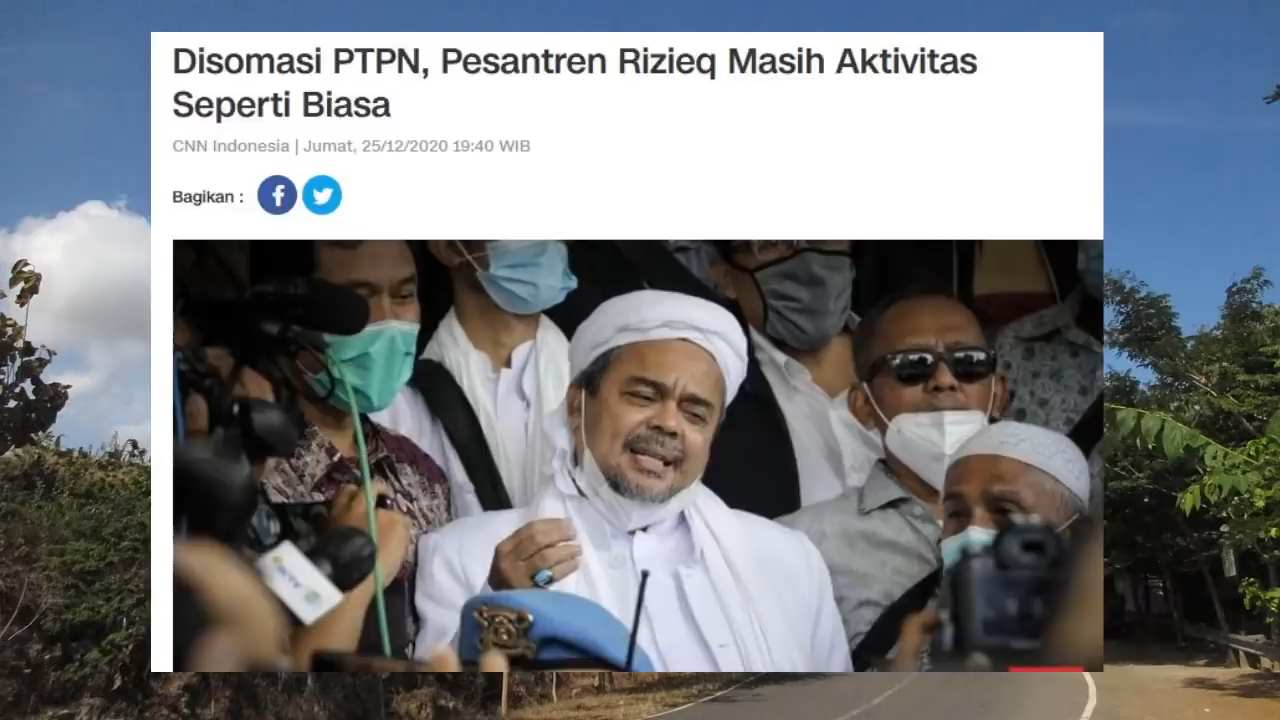 Disomasi PTPN, Pesantren Rizieq Masih Aktivitas
Seperti Biasa
CNN Indonesia | Jumat, 25/12/2020 19:40 WIB
Bagikan :